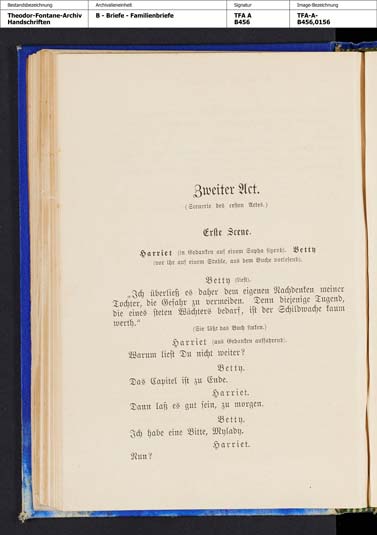 Bestandsbezeichnung Archivalieneinheit Signatur Image-Bezeichnung
Theodor-Fontane-Archiv B - Briefe - Familienbriefe TFA A TFA-A-
Handschriften B456 B456,0156
Zweiter Act.
(Scenerie des ersten Actes.)
Erste Scene.
Harriet (in Gedanken auf einem Sopha sitzend). Betty
(vor ihr auf einem Stuhle, aus dem Buche vorlesend).
Betty (liest).
„Ich überließ es daher dem eigenen Nachdenken meiner
Tochter, die Gefahr zu vermeiden. Denn diejenige Tugend,
die eines steten Wächters bedarf, ist der Schildwache kaum
werth.“
(Sie läßt das Buch sinken.)
Harriet (aus Gedanken auffahrend).
Warum liest Du nicht weiter?
Betty.
Das Capitel ist zu Ende.
Harriet.
Dann laß es gut sein, zu morgen.
Betty.
Ich habe eine Bitte, Mylady.
Harriet.
Nun?